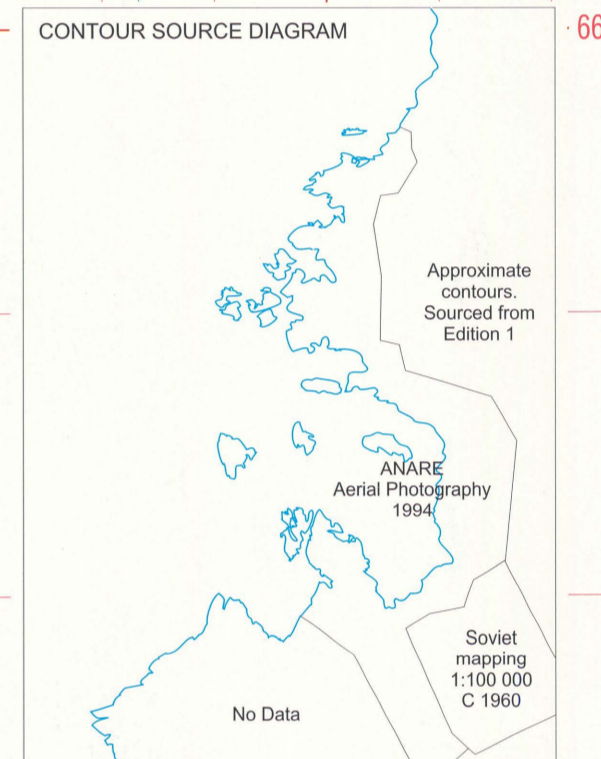 CONTOUR SOURCE DIAGRAM
66
Approximate
contours.
Sourced from
Edition 1
ANARE
Aerial Photography
1994
Soviet
mapping
1:100 000
C 1960
No Data